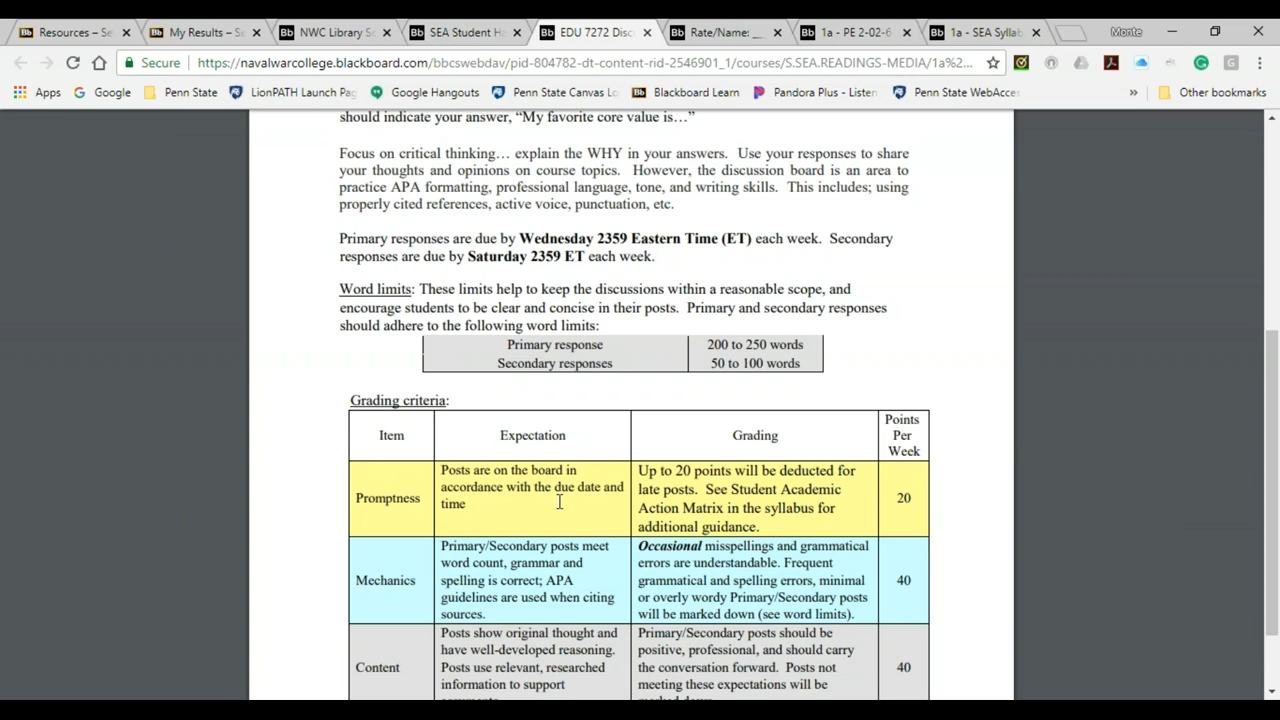 Resources – Se
My Results – Se
NWC Library S
SEA Student Ha
EDU 7272 Disc
Rate/Name: __
1a - PE 2-02-6
1a - SEA Syllab
Monte
Secure
https://navalwarcollege.blackboard.com/bbcswebdav/pid-804782-dt-content-rid-2546901_1/courses/S.SEA.READINGS-MEDIA/1a%2...
Apps
Google
Penn State
LionPATH Launch Pag
Google Hangouts
Penn State Canvas Lo
Blackboard Learn
Pandora Plus - Listen
Penn State WebAcces
»
Other bookmarks
should indicate your answer, “My favorite core value is…”
Focus on critical thinking… explain the WHY in your answers. Use your responses to share
your thoughts and opinions on course topics. However, the discussion board is an area to
practice APA formatting, professional language, tone, and writing skills. This includes; using
properly cited references, active voice, punctuation, etc.
Primary responses are due by Wednesday 2359 Eastern Time (ET) each week. Secondary
responses are due by Saturday 2359 ET each week.
Word limits: These limits help to keep the discussions within a reasonable scope, and
encourage students to be clear and concise in their posts. Primary and secondary responses
should adhere to the following word limits:
Primary response 200 to 250 words
Secondary responses 50 to 100 words
Grading criteria:
Item
Expectation
Grading
Points
Per
Week
Promptness
Posts are on the board in
accordance with the due date and
time
Up to 20 points will be deducted for
late posts. See Student Academic
Action Matrix in the syllabus for
additional guidance.
20
Mechanics
Primary/Secondary posts meet
word count, grammar and
spelling is correct; APA
guidelines are used when citing
sources.
Occasional misspellings and grammatical
errors are understandable. Frequent
grammatical and spelling errors, minimal
or overly wordy Primary/Secondary posts
will be marked down (see word limits).
40
Content
Posts show original thought and
have well-developed reasoning.
Posts use relevant, researched
information to support
Primary/Secondary posts should be
positive, professional, and should carry
the conversation forward. Posts not
meeting these expectations will be
40